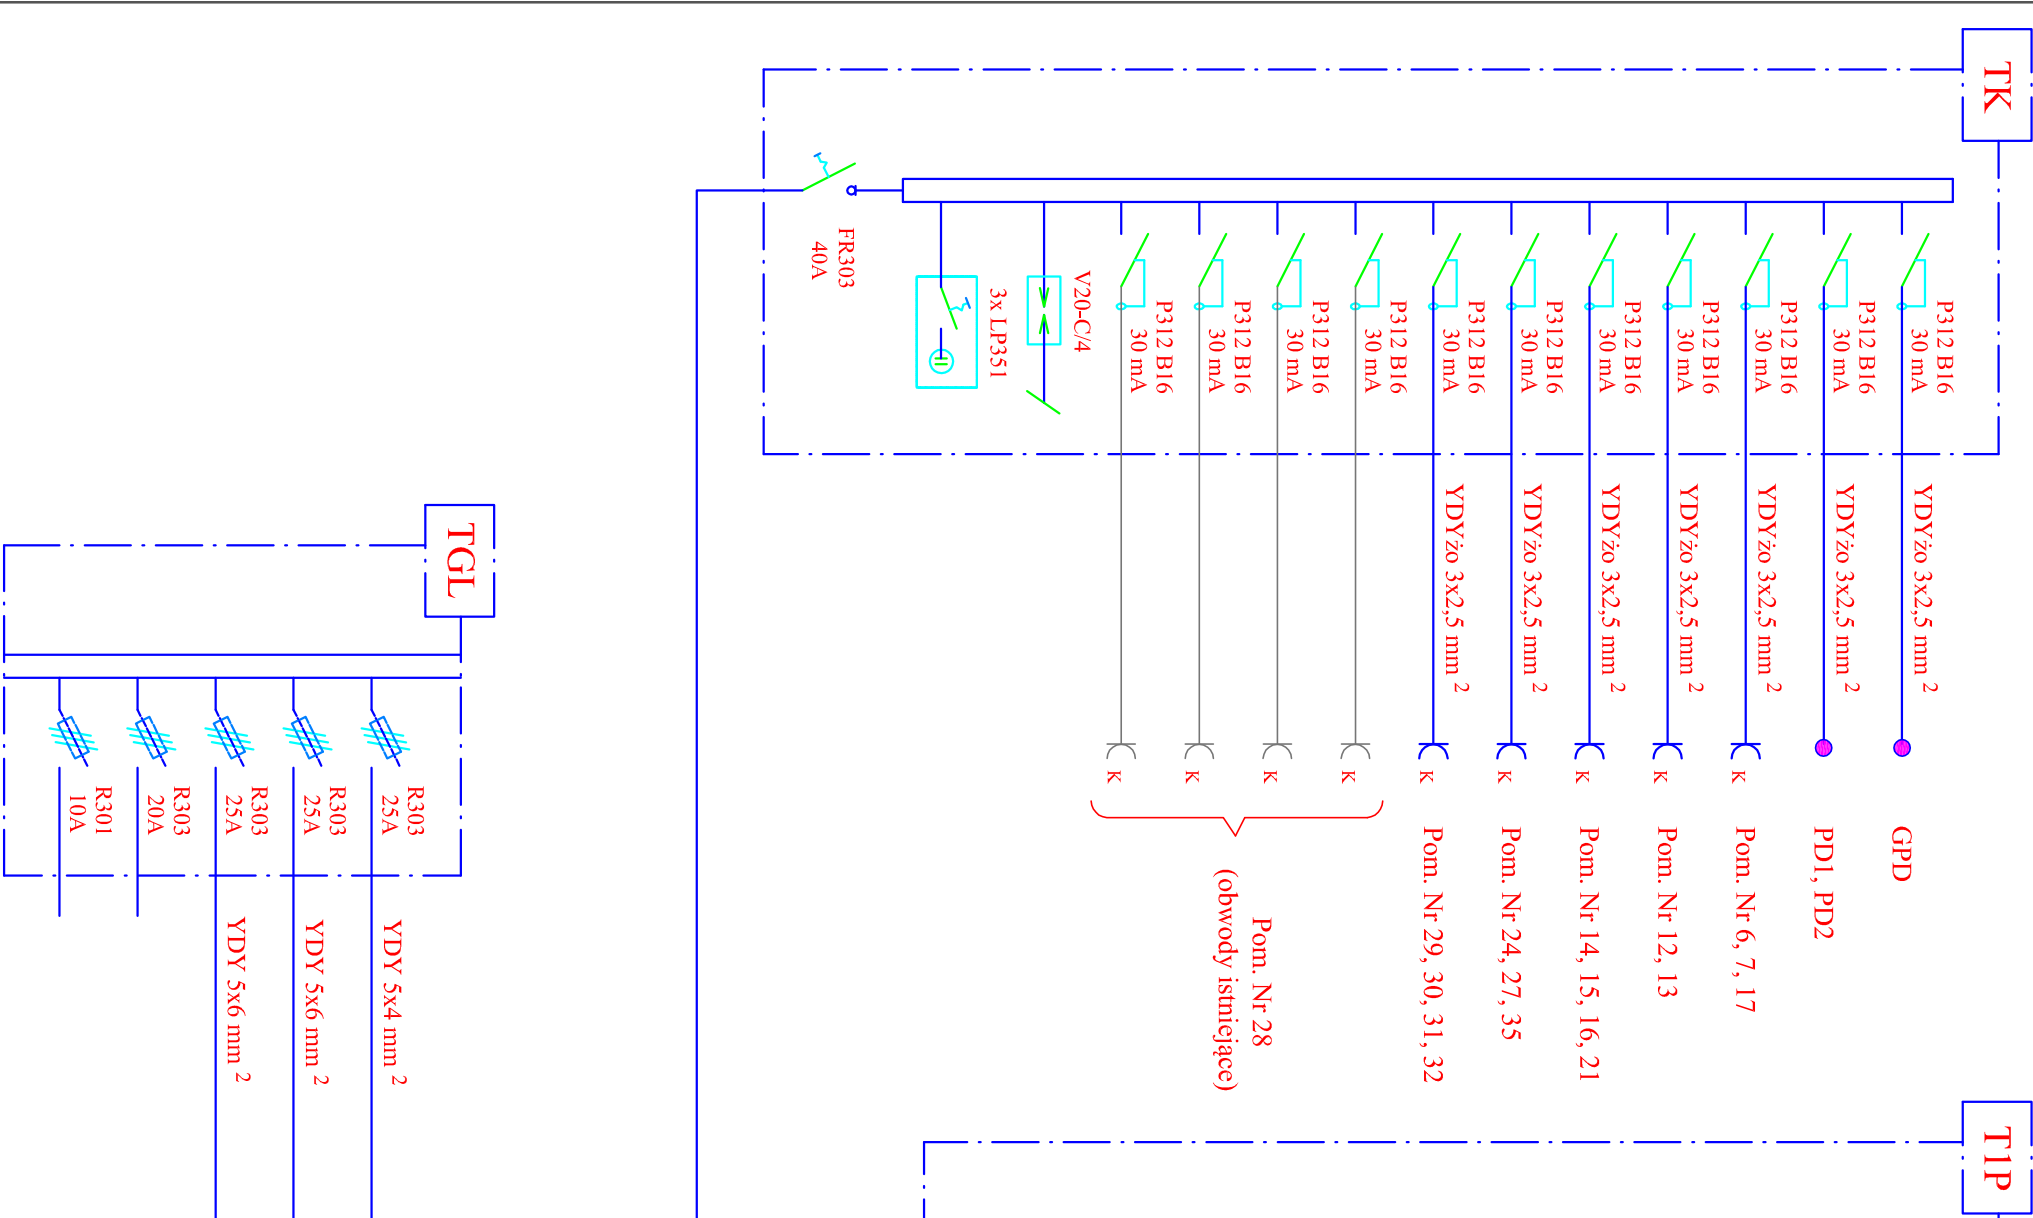 TK
FR303
40A
3x LP351
V20-C/4
P312 B16
30 mA
P312 B16
30 mA
P312 B16
30 mA
P312 B16
30 mA
P312 B16
30 mA
P312 B16
30 mA
P312 B16
30 mA
P312 B16
30 mA
P312 B16
30 mA
P312 B16
30 mA
P312 B16
30 mA
YDYżo 3x2,5 mm 2
YDYżo 3x2,5 mm 2
YDYżo 3x2,5 mm 2
YDYżo 3x2,5 mm 2
YDYżo 3x2,5 mm 2
YDYżo 3x2,5 mm 2
YDYżo 3x2,5 mm 2
K
K
K
K
K
K
K
K
K
Pom. Nr 28
(obwody istniejące)
Pom. Nr 29, 30, 31, 32
Pom. Nr 24, 27, 35
Pom. Nr 14, 15, 16, 21
Pom. Nr 12, 13
Pom. Nr 6, 7, 17
PD1, PD2
GPD
TGL
R301
10A
R303
20A
R303
25A
R303
25A
R303
25A
YDY 5x6 mm 2
YDY 5x6 mm 2
YDY 5x4 mm 2
T1P